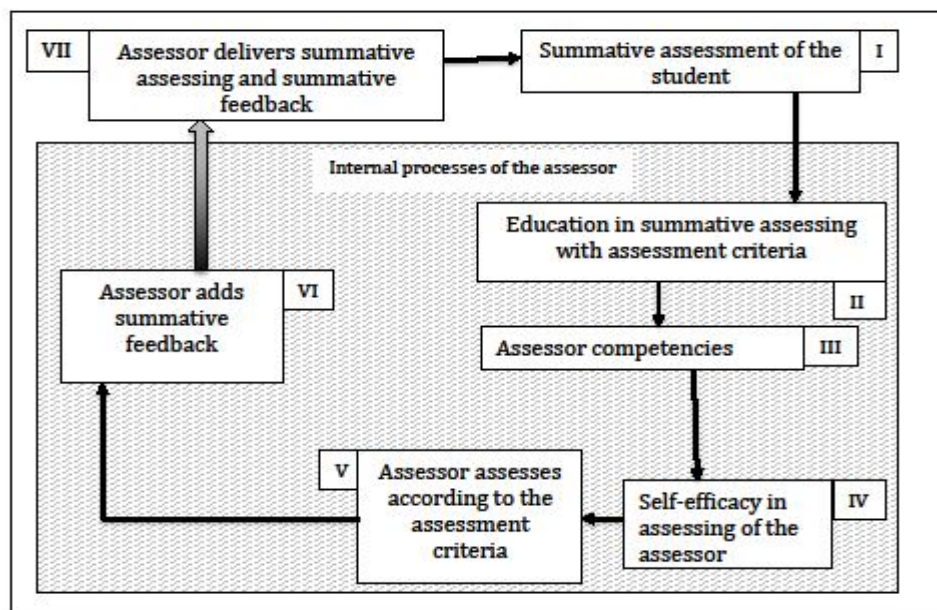 VII
Assessor delivers summative
assessing and summative
feedback
Summative assessment of the
student
I
Internal processes of the assessor
Education in summative assessing
with assessment criteria
II
Assessor adds
summative
feedback
VI
Assessor competencies
III
V
Assessor assesses
according to the
assessment
criteria
Self-efficacy in
assessing of the
assessor
IV